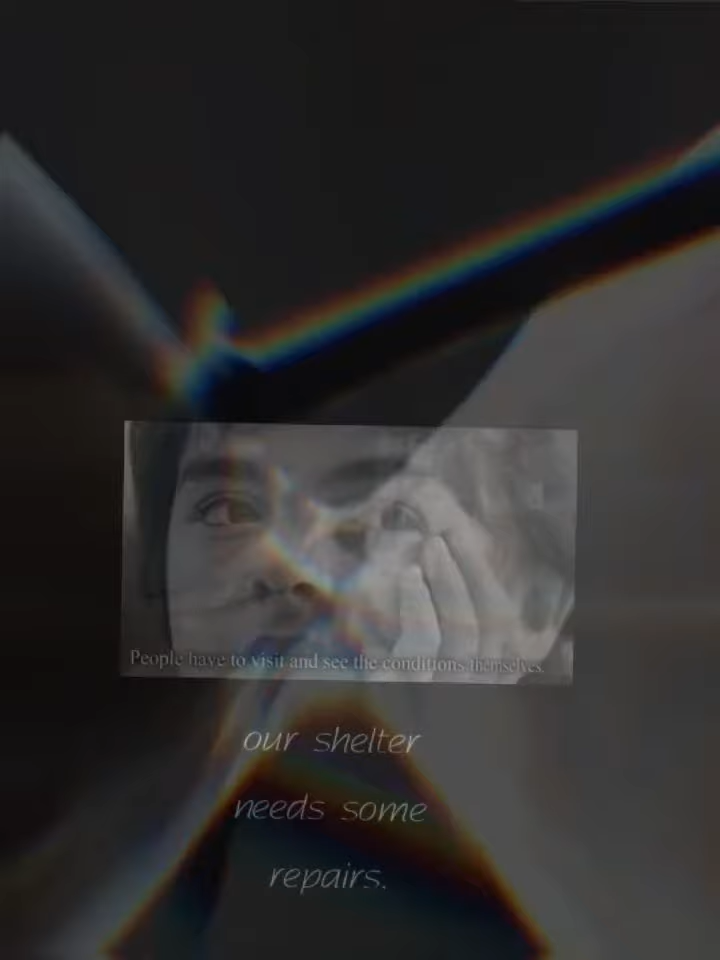 People have to visit and see the conditions themselves.
our shelter
needs some
repairs.